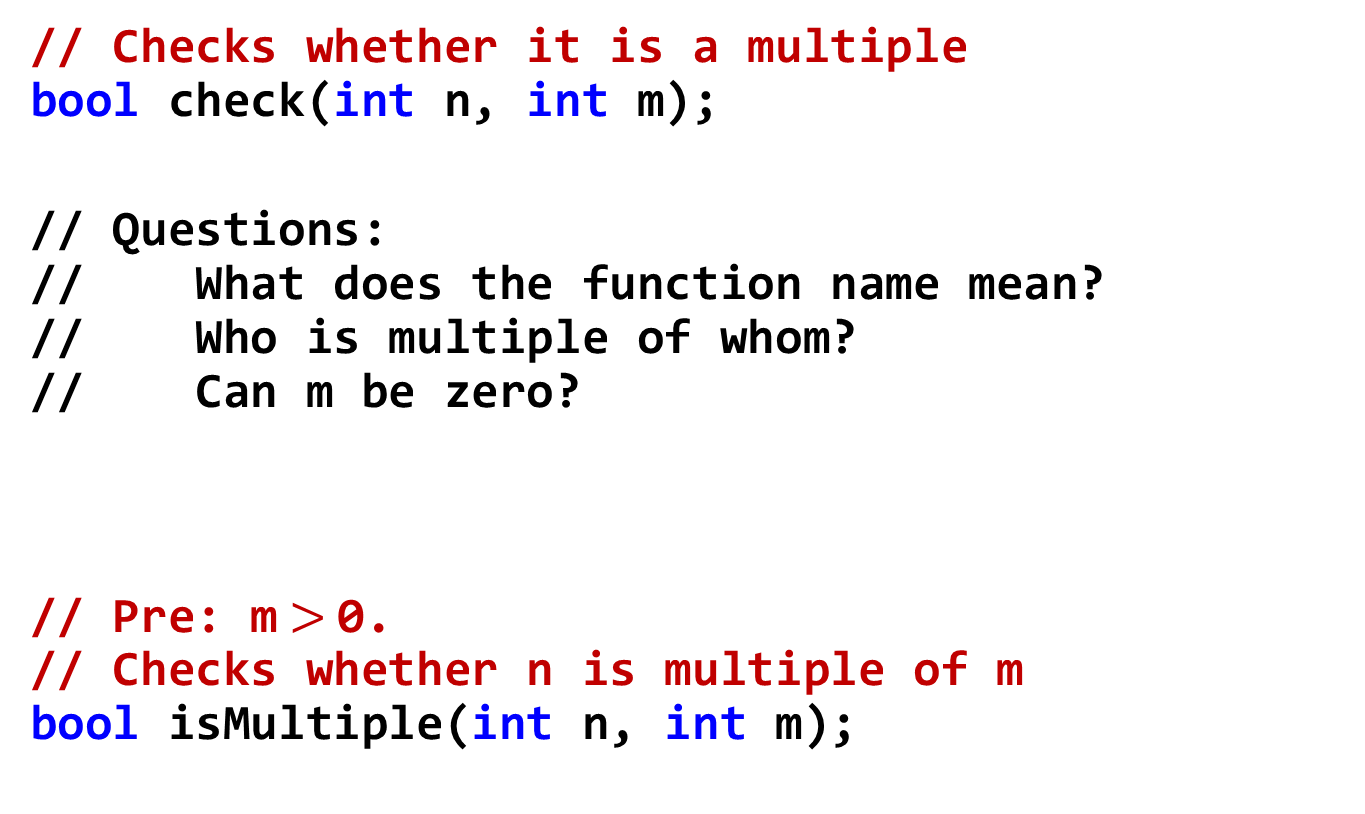 // Checks whether it is a multiple
bool check(int n, int m);
// Questions:
//    What does the function name mean?
//    Who is multiple of whom?
//    Can m be zero?
// Pre: m > 0.
// Checks whether n is multiple of m
bool isMultiple(int n, int m);